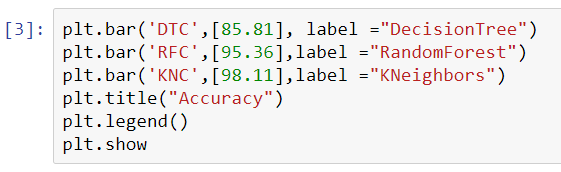 [3]: plt.bar('DTC',[85.81], label ="DecisionTree")
plt.bar('RFC',[95.36],label ="RandomForest")
plt.bar('KNC',[98.11],label ="KNeighbors")
plt.title("Accuracy")
plt.legend()
plt.show